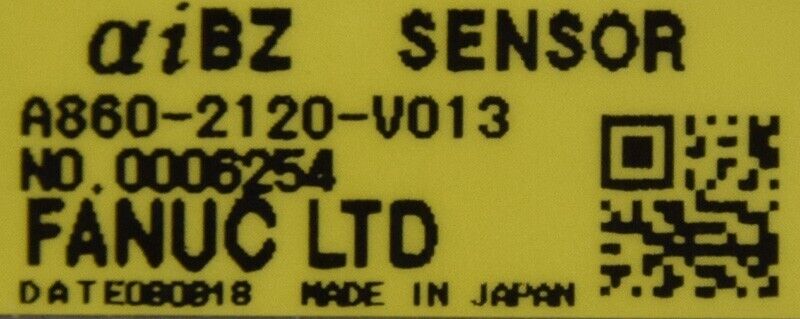 αiBZ SENSOR
A860-2120-V013
NO.0006254
FANUC LTD
DATE080818 MADE IN JAPAN